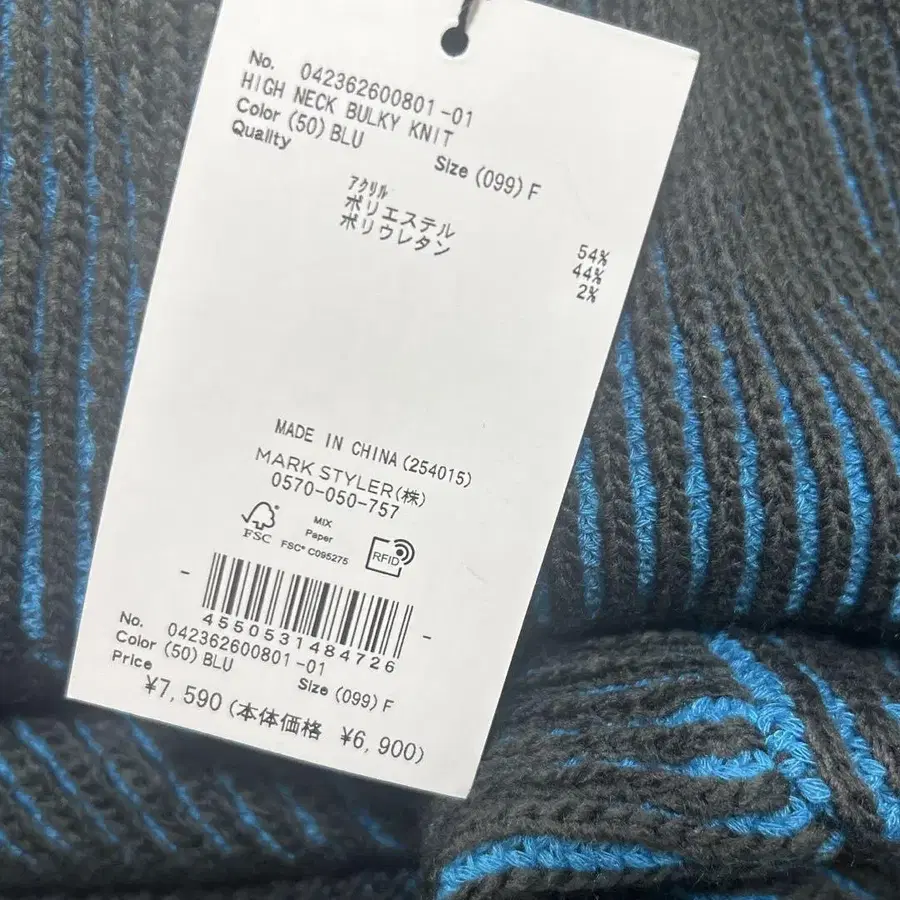 No. 042362600801-01
HIGH NECK BULKY KNIT
Color (50) BLU Size (099) F
Quality
アクリル 54%
ポリエステル 44%
ポリウレタン 2%
MADE IN CHINA (254015)
MARK STYLER(株)
0570-050-757
FSC
MIX
Paper
FSC® C095275
RFID
4550531484726
No. 042362600801-01
Color (50) BLU Size (099) F
Price
¥7,590 (本体価格 ¥6,900)